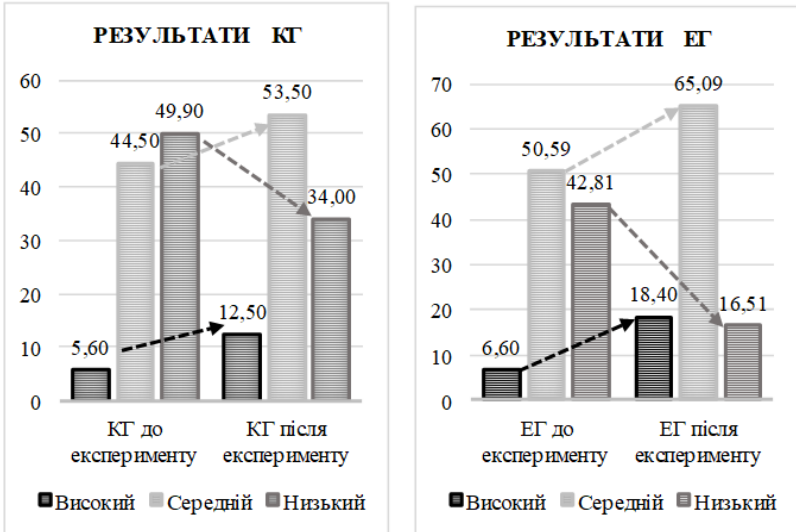 РЕЗУЛЬТАТИ КГ
60
50
40
30
20
10
0
5,60
44,50
49,90
12,50
53,50
34,00
КГ до
експерименту
КГ після
експерименту
Високий Середній Низький
РЕЗУЛЬТАТИ ЕГ
70
60
50
40
30
20
10
0
6,60
50,59
42,81
18,40
65,09
16,51
ЕГ до
експерименту
ЕГ після
експерименту
Високий Середній Низький